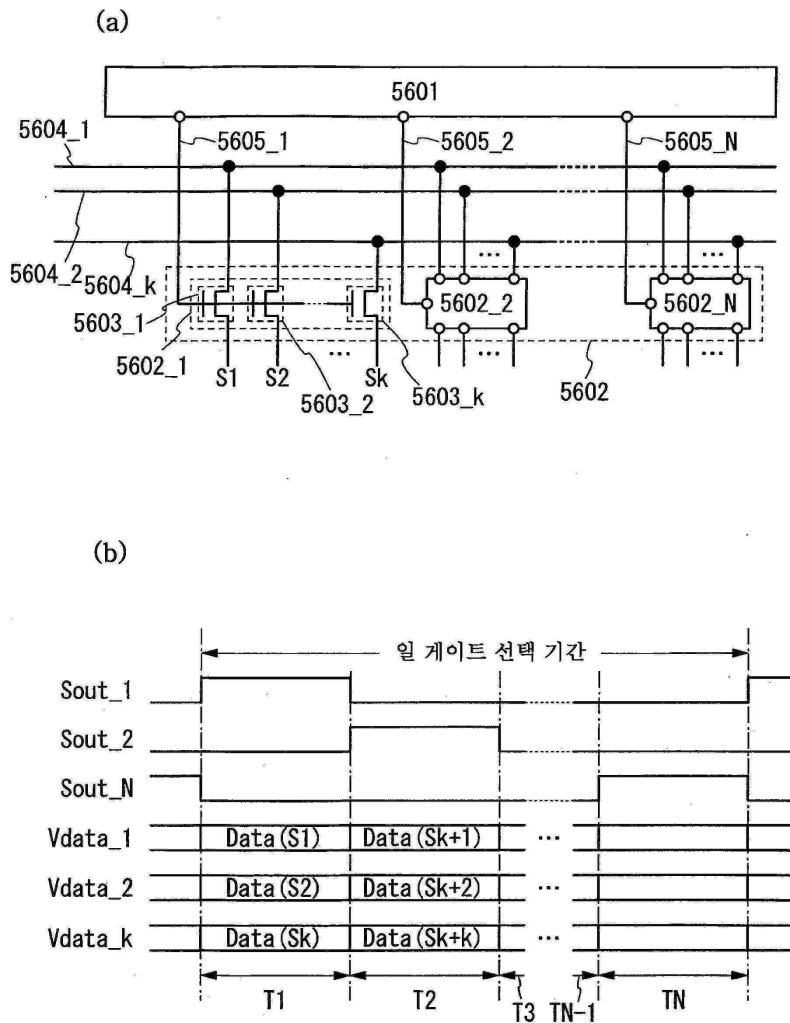 (a)
5601
5604_1
5605_1
5605_2
5605_N
5604_2
5604_k
5603_1
5602_1
5602_2
5602_N
S1
S2
...
Sk
5603_2
5603_k
5602
(b)
일 게이트 선택 기간
Sout_1
Sout_2
Sout_N
Vdata_1 Data(S1) Data(Sk+1) ...
Vdata_2 Data(S2) Data(Sk+2) ...
Vdata_k Data(Sk) Data(Sk+k) ...
T1 T2 T3 TN-1 TN